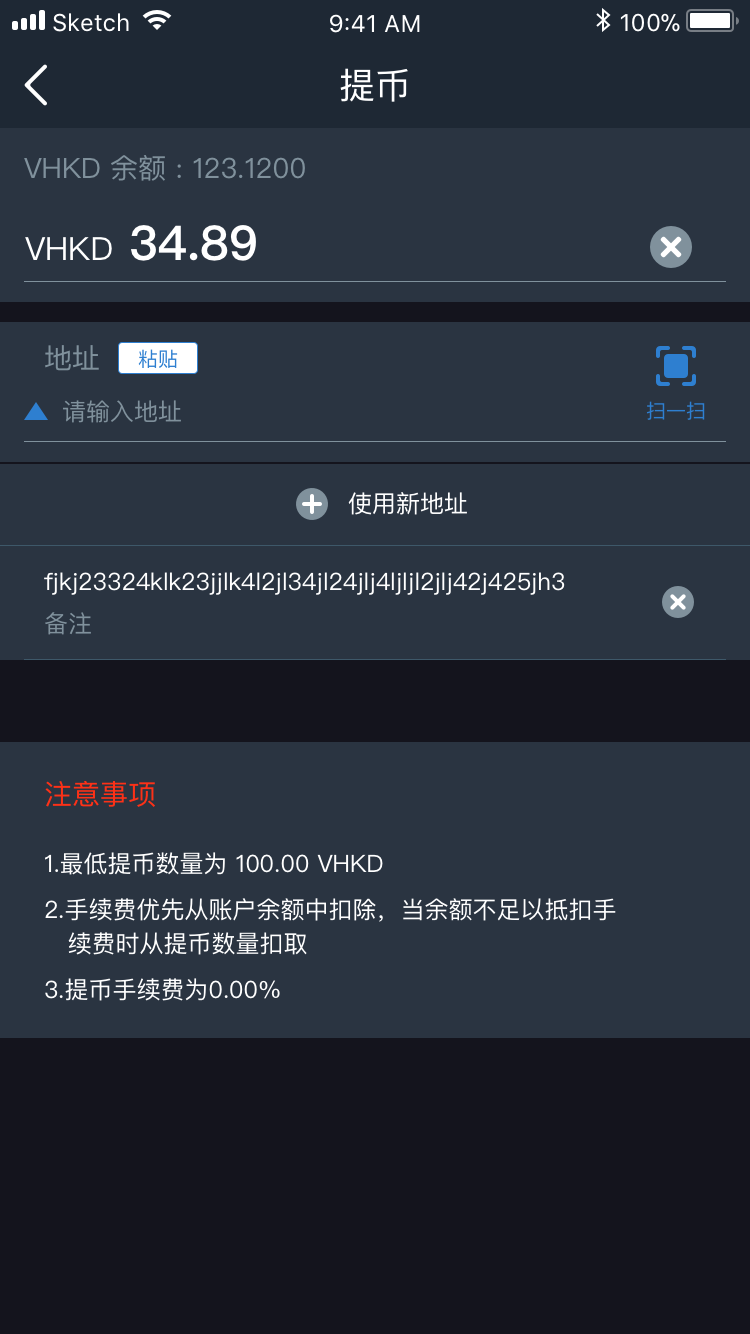 Sketch 9:41 AM 100%
提币
VHKD 余额：123.1200
VHKD 34.89
地址 粘贴
请输入地址 扫一扫
使用新地址
fjkj23324klk23jjlk4l2jl34jl24jlj4ljljl2jlj42j425jh3
备注
注意事项
1.最低提币数量为 100.00 VHKD
2.手续费优先从账户余额中扣除，当余额不足以抵扣手
续费时从提币数量扣取
3.提币手续费为0.00%